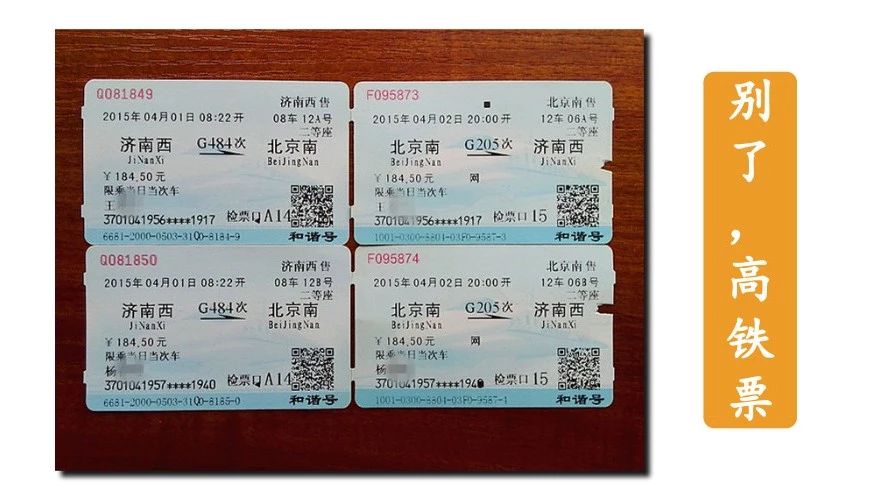 Q081849
济南西 售
2015年04月01日 08:22开
08车 12A号
二等座
济南西
G484次
北京南
JiNanXi
BeiJingNan
￥184.50元
限乘当日当次车
王
3701041956****1917
检票口A14
6681-2000-0503-31Q0-8184-9
和谐号
F095873
北京南 售
2015年04月02日 20:00开
12车 06A号
二等座
北京南
G205次
济南西
BeiJingNan
JiNanXi
￥184.50元
网
限乘当日当次车
王
3701041956****1917
检票口15
1001-0300-8804-03F0-9587-3
和谐号
Q081850
济南西 售
2015年04月01日 08:22开
08车 12B号
二等座
济南西
G484次
北京南
JiNanXi
BeiJingNan
￥184.50元
限乘当日当次车
杨
3701041957****1940
检票口A14
6681-2000-0503-31Q0-8185-0
和谐号
F095874
北京南 售
2015年04月02日 20:00开
12车 06B号
二等座
北京南
G205次
济南西
BeiJingNan
JiNanXi
￥184.50元
网
限乘当日当次车
杨
3701041957****1940
检票口15
1001-0300-8804-03F0-9587-4
和谐号
别了，高铁票